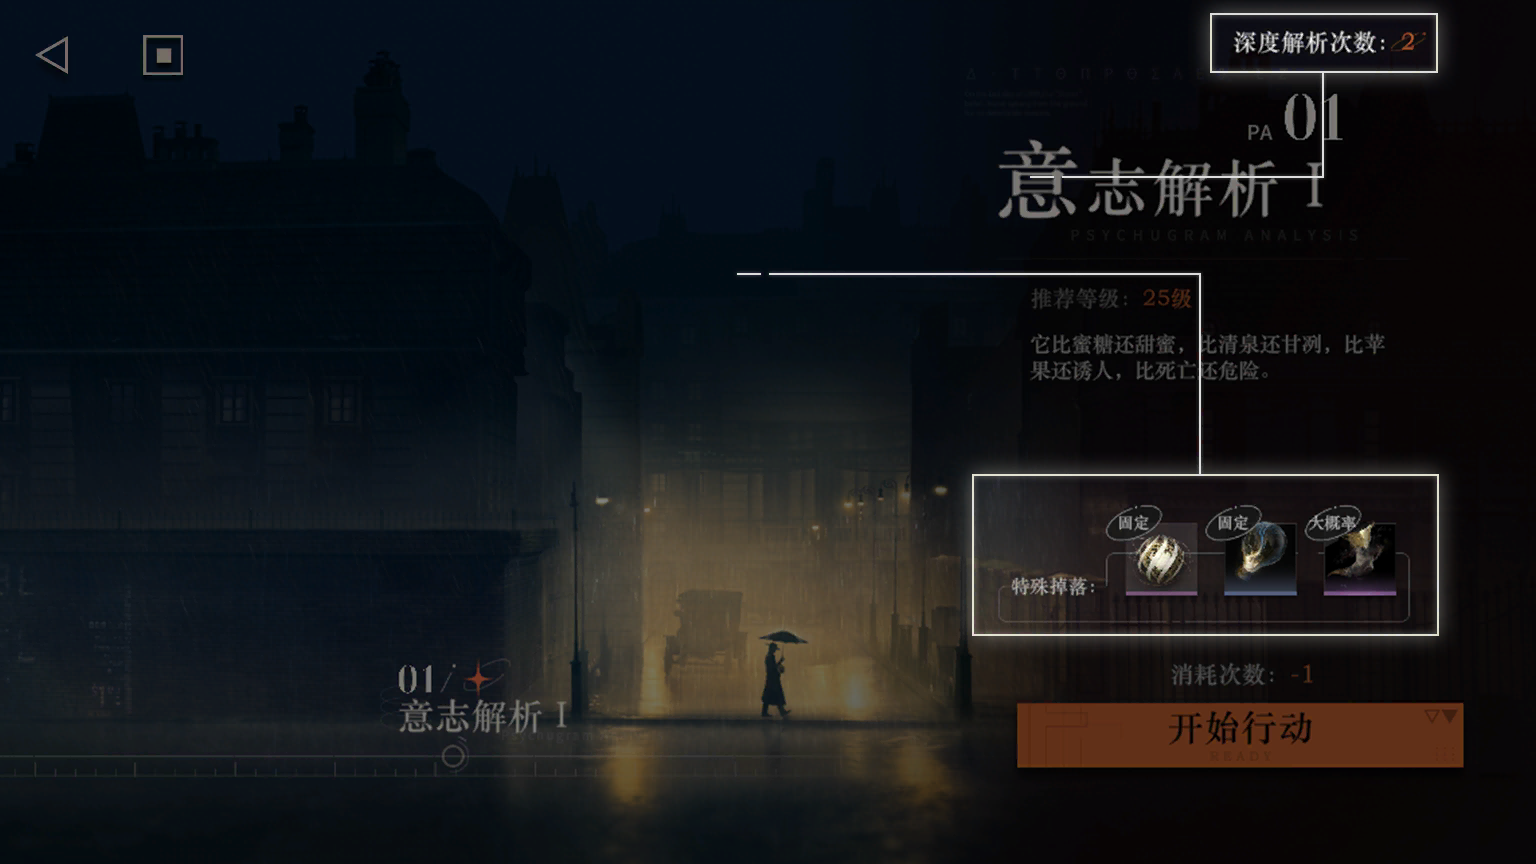 深度解析次数：2
PA 01
意志解析 I
PSYCHUGRAM ANALYSIS
推荐等级：25级
它比蜜糖还甜蜜，比清泉还甘冽，比苹
果还诱人，比死亡还危险。
固定
固定
大概率
特殊掉落：
消耗次数：-1
开始行动
READY
01
意志解析 I